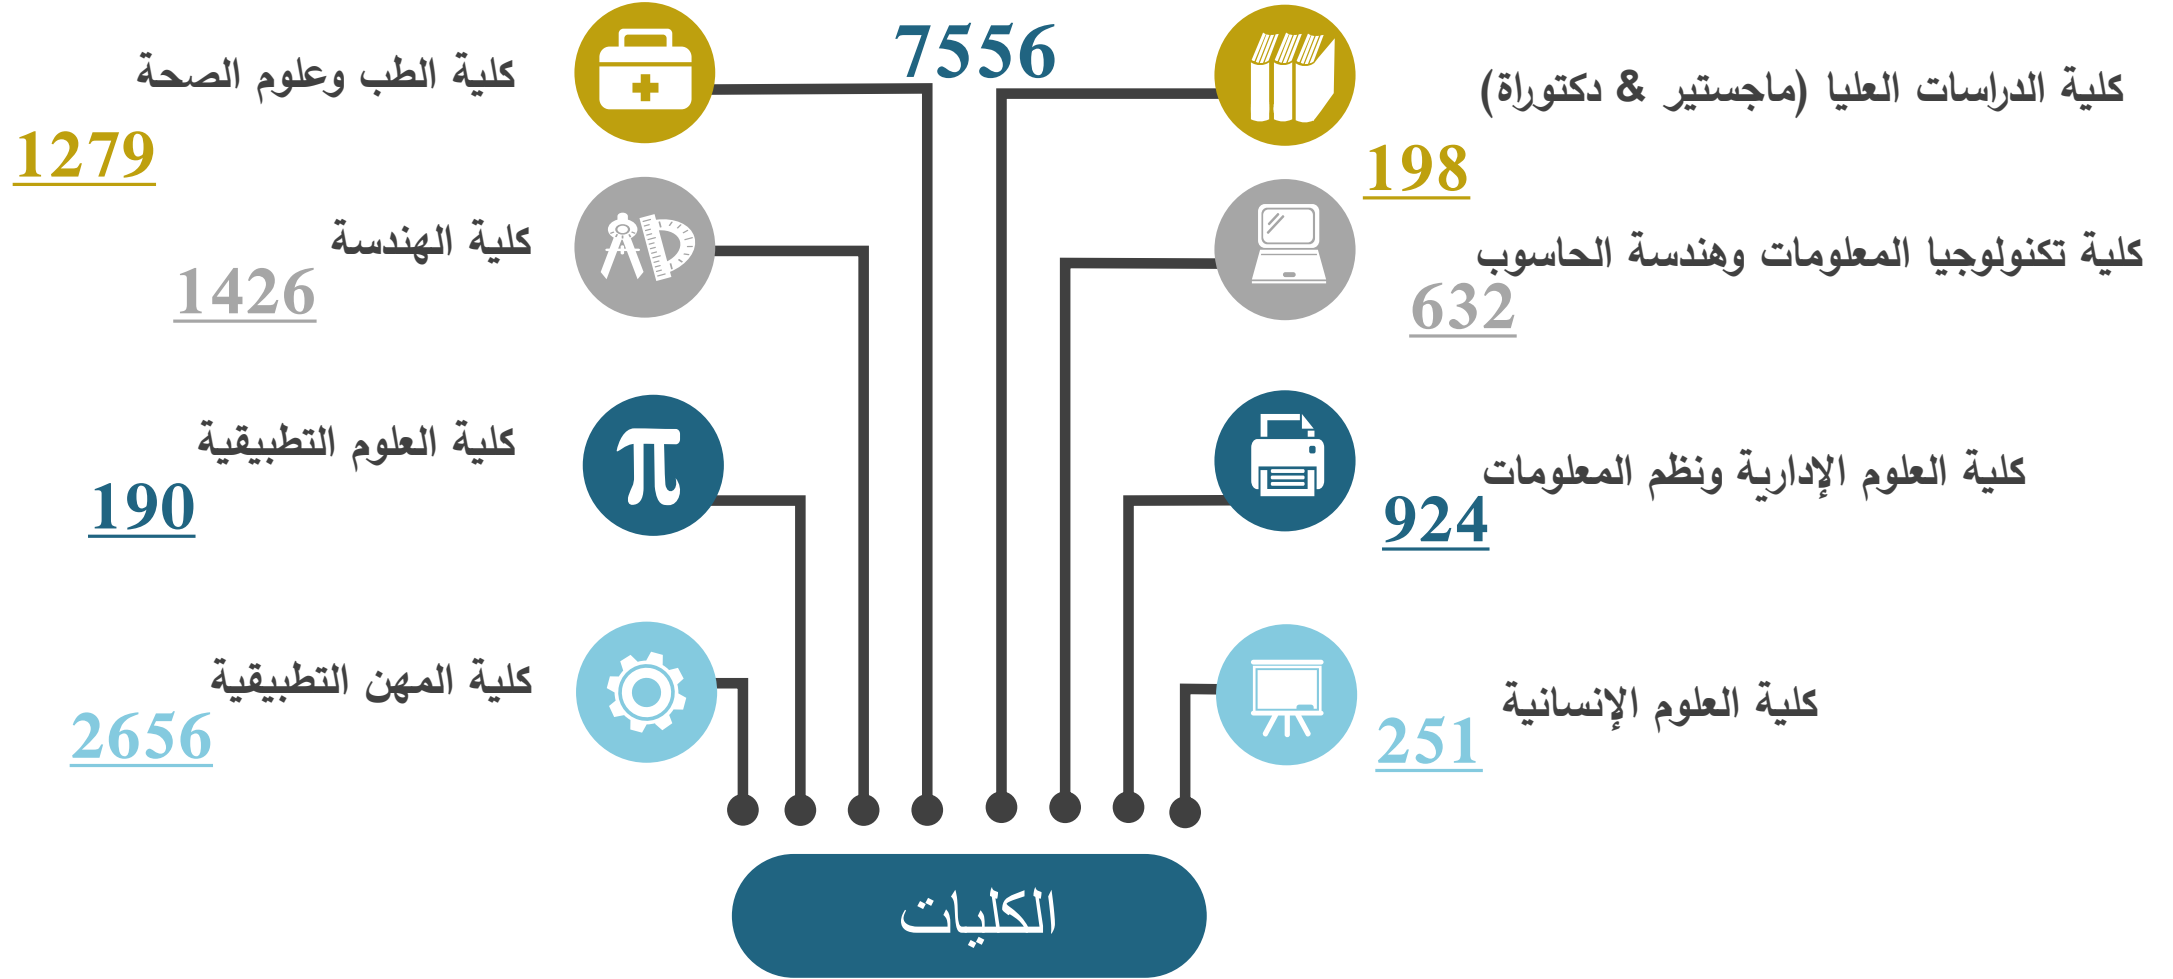 7556
كلية الدراسات العليا (ماجستير & دكتوراة)
198
كلية تكنولوجيا المعلومات وهندسة الحاسوب
632
كلية العلوم الإدارية ونظم المعلومات
924
كلية العلوم الإنسانية
251
كلية الطب وعلوم الصحة
1279
كلية الهندسة
1426
كلية العلوم التطبيقية
190
كلية المهن التطبيقية
2656
الكليات